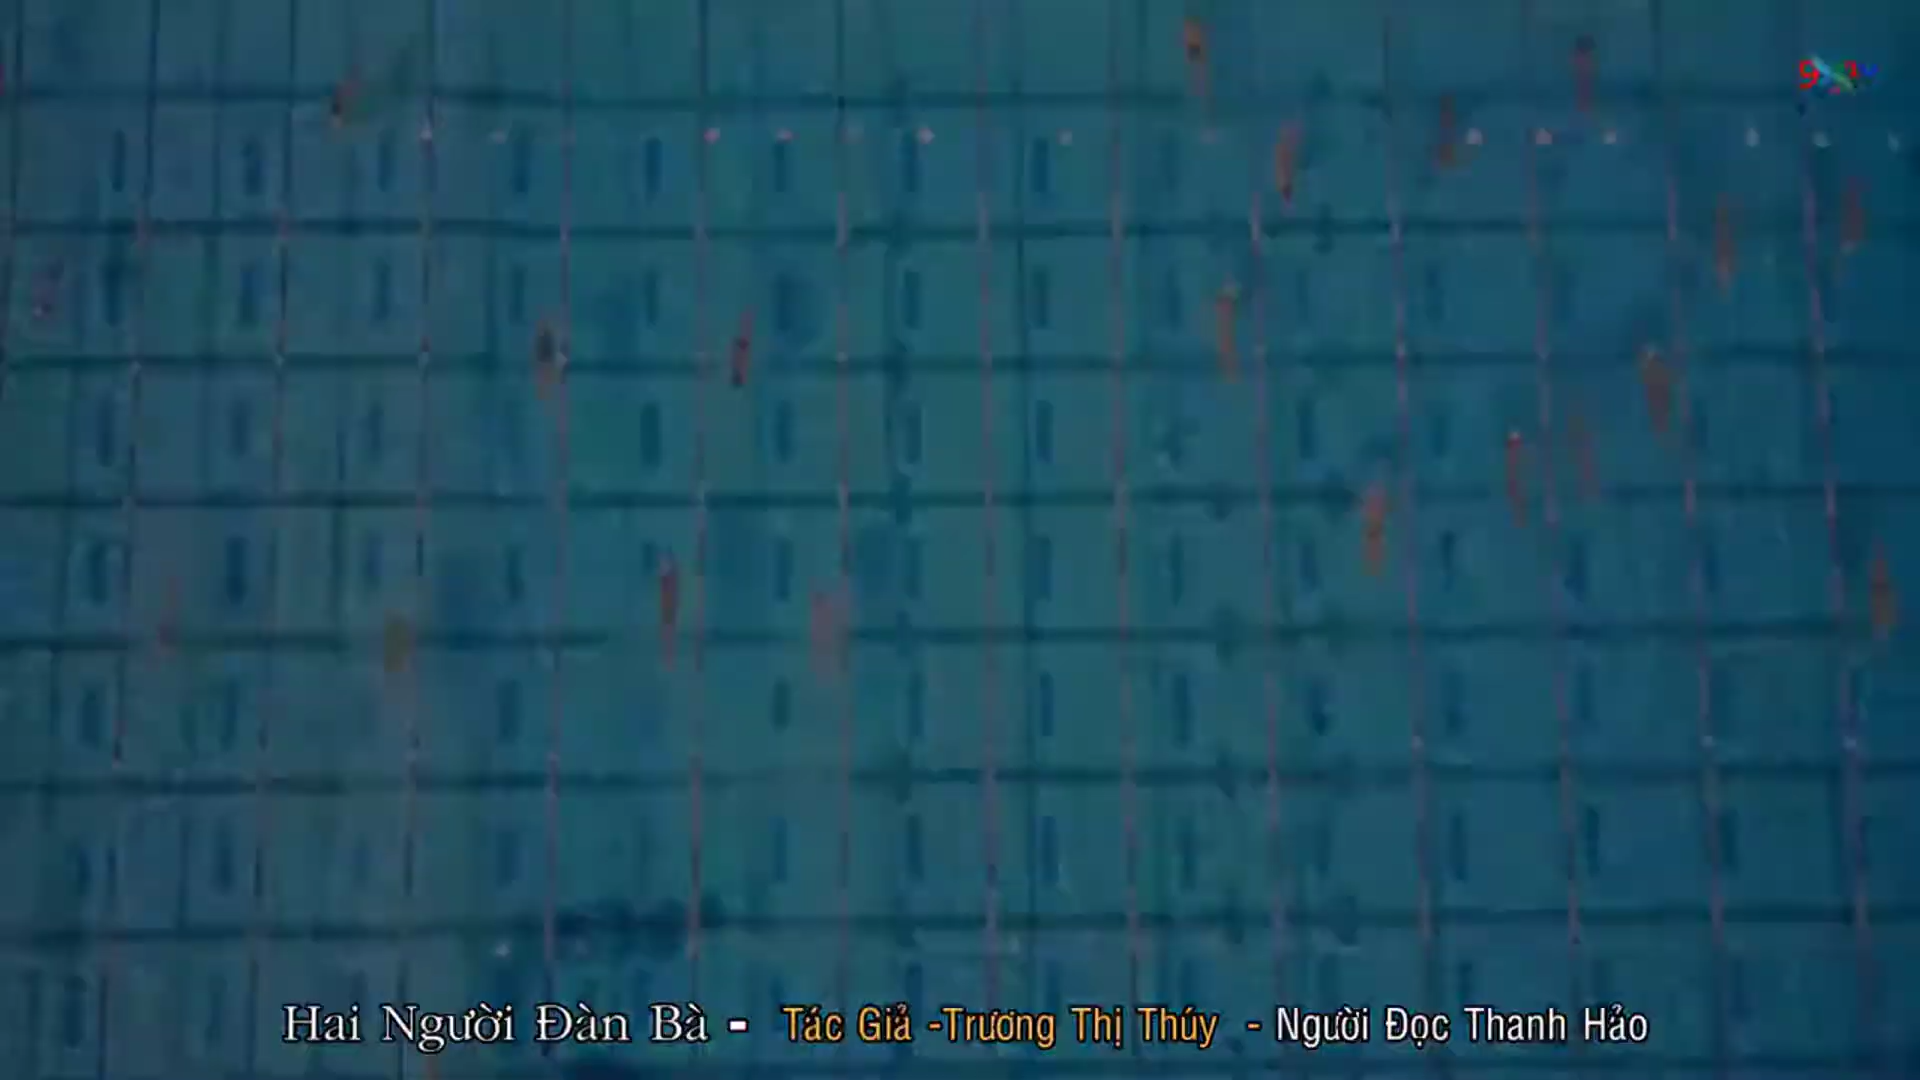 Hai Người Đàn Bà - Tác Giả -Trương Thị Thúy - Người Đọc Thanh Hảo